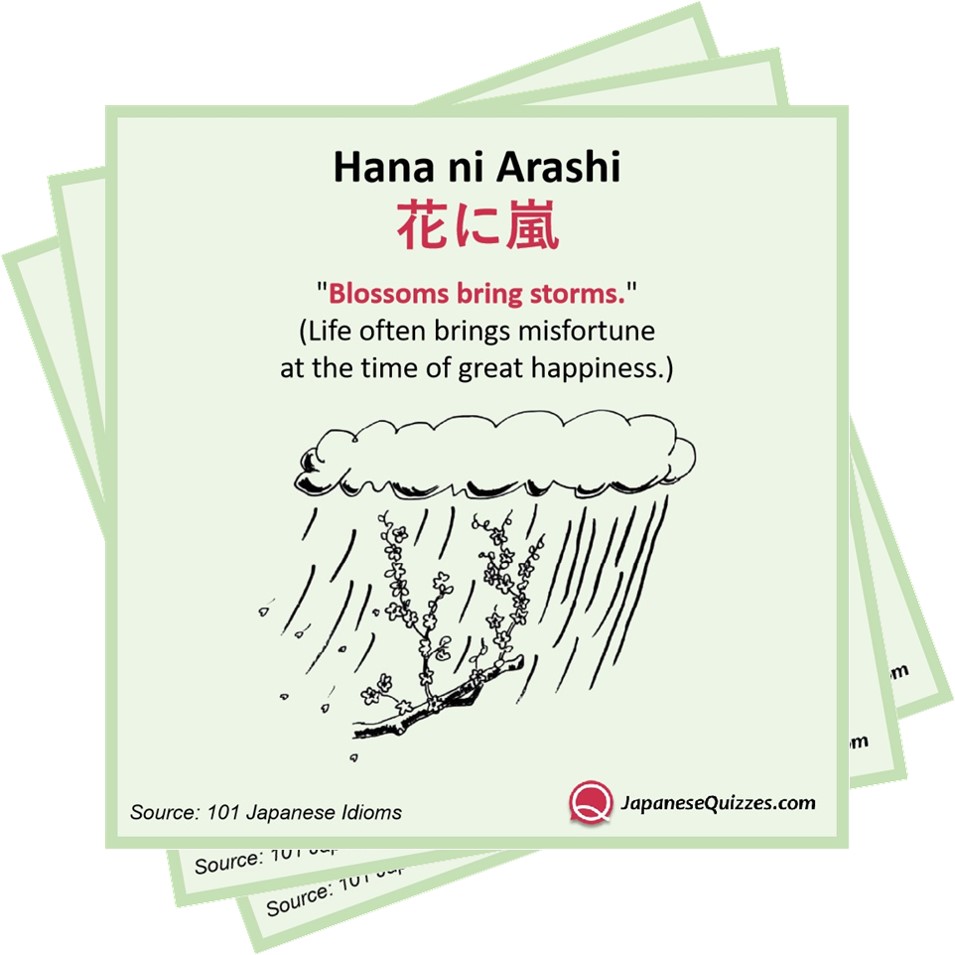 Hana ni Arashi
花に嵐
"Blossoms bring storms."
(Life often brings misfortune
at the time of great happiness.)
Source: 101 Japanese Idioms
JapaneseQuizzes.com
Source: 101
Source: 101